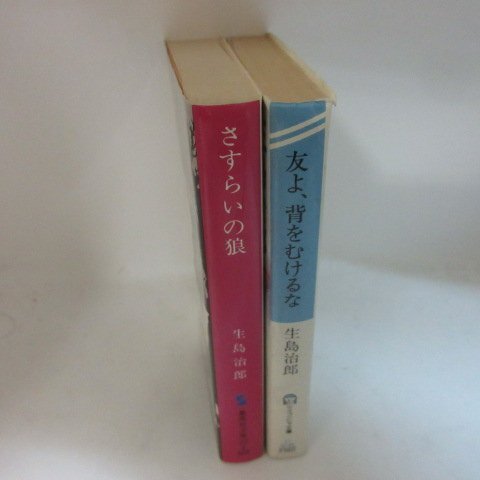 さすらいの狼
生島治郎
友よ、背をむけるな
生島治郎